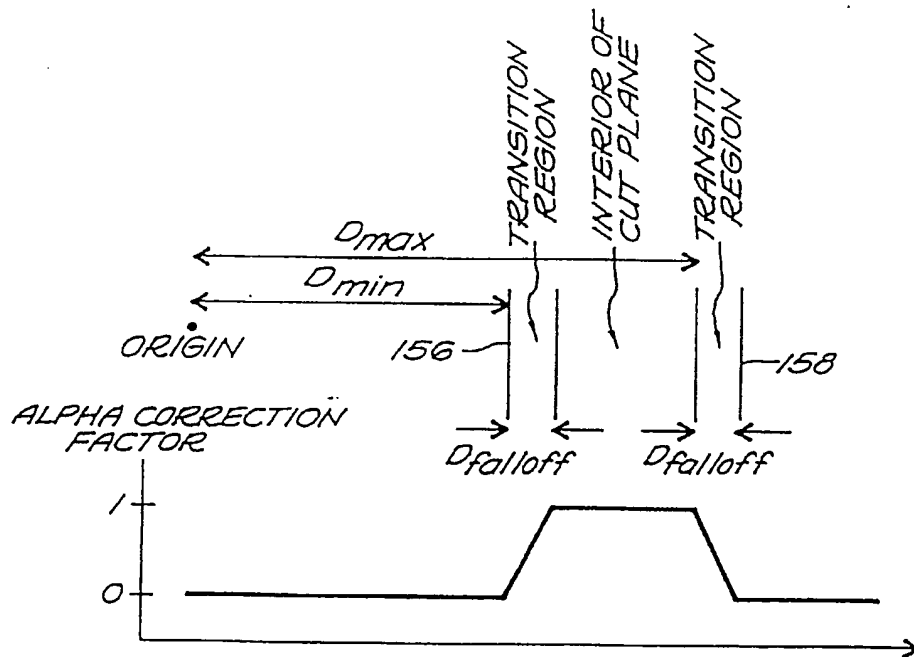 TRANSITION
REGION
INTERIOR OF
CUT PLANE
TRANSITION
REGION
Dmax
Dmin
ORIGIN
156
158
ALPHA CORRECTION
FACTOR
Dfalloff
Dfalloff
1
0